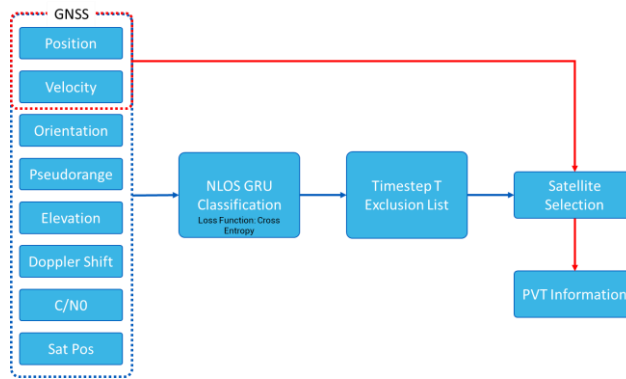 GNSS
Position
Velocity
Orientation
Pseudorange
Elevation
Doppler Shift
C/N0
Sat Pos
NLOS GRU
Classification
Loss Function: Cross
Entropy
Timestep T
Exclusion List
Satellite
Selection
PVT Information